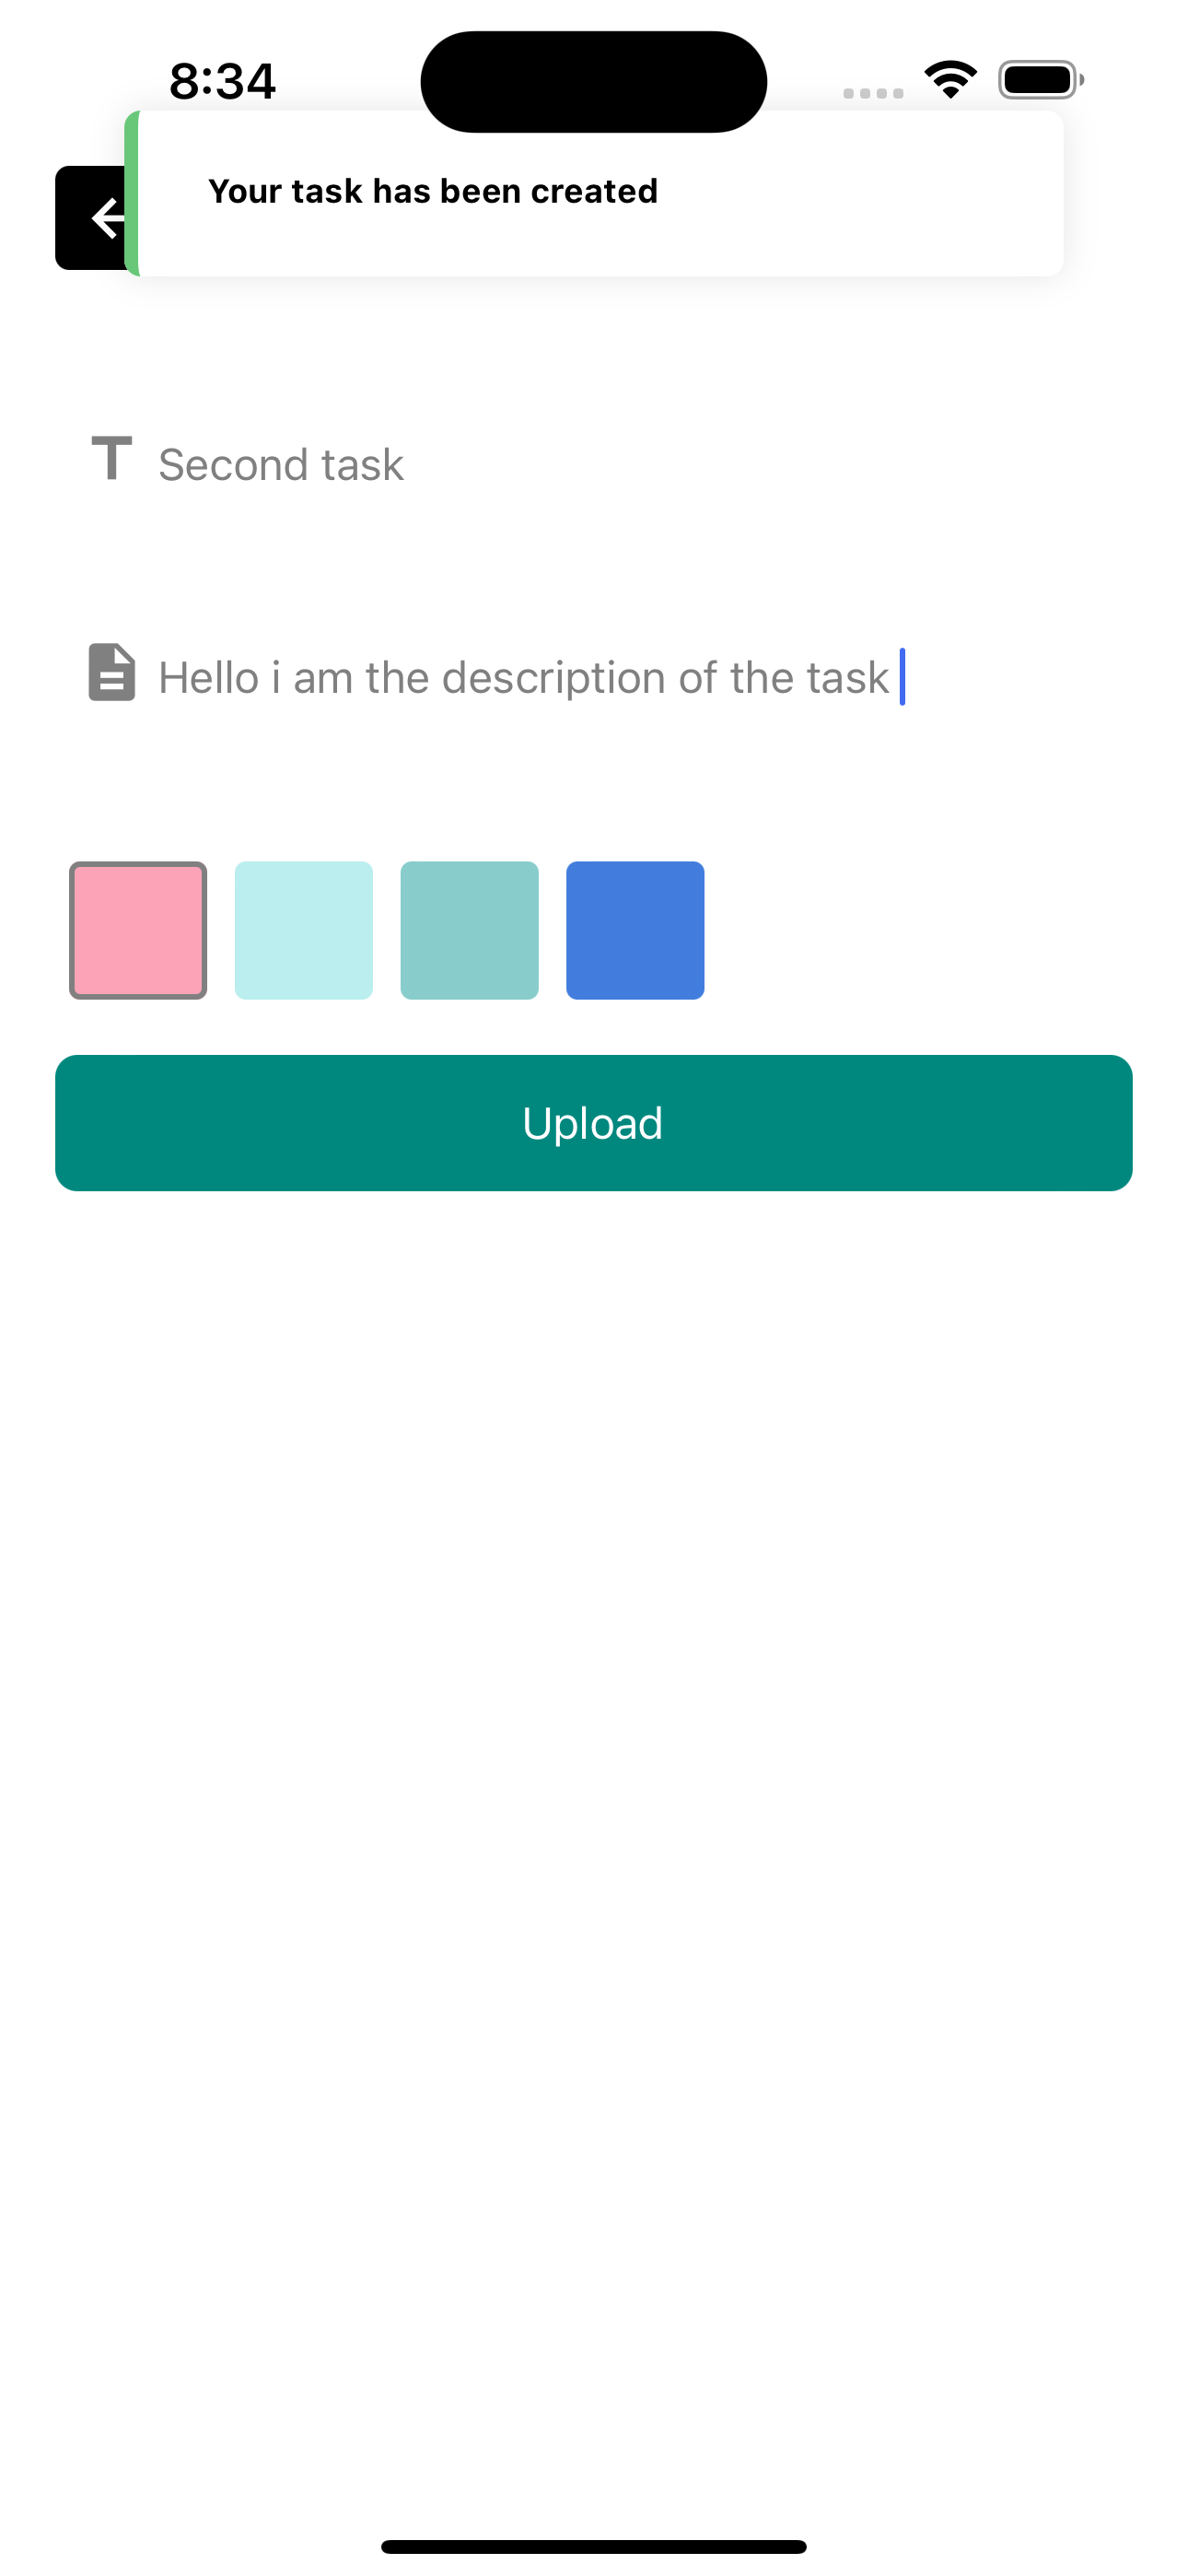 8:34
Your task has been created
Second task
Hello i am the description of the task
Upload